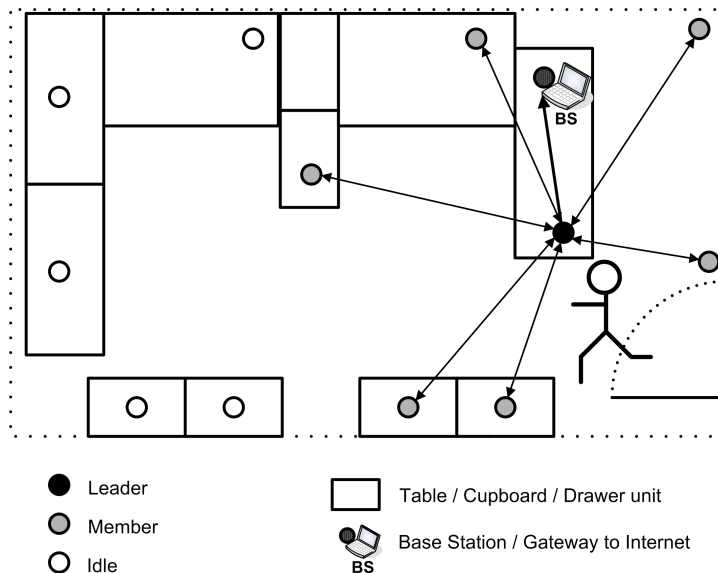 BS
Leader
Member
Idle
Table / Cupboard / Drawer unit
Base Station / Gateway to Internet
BS